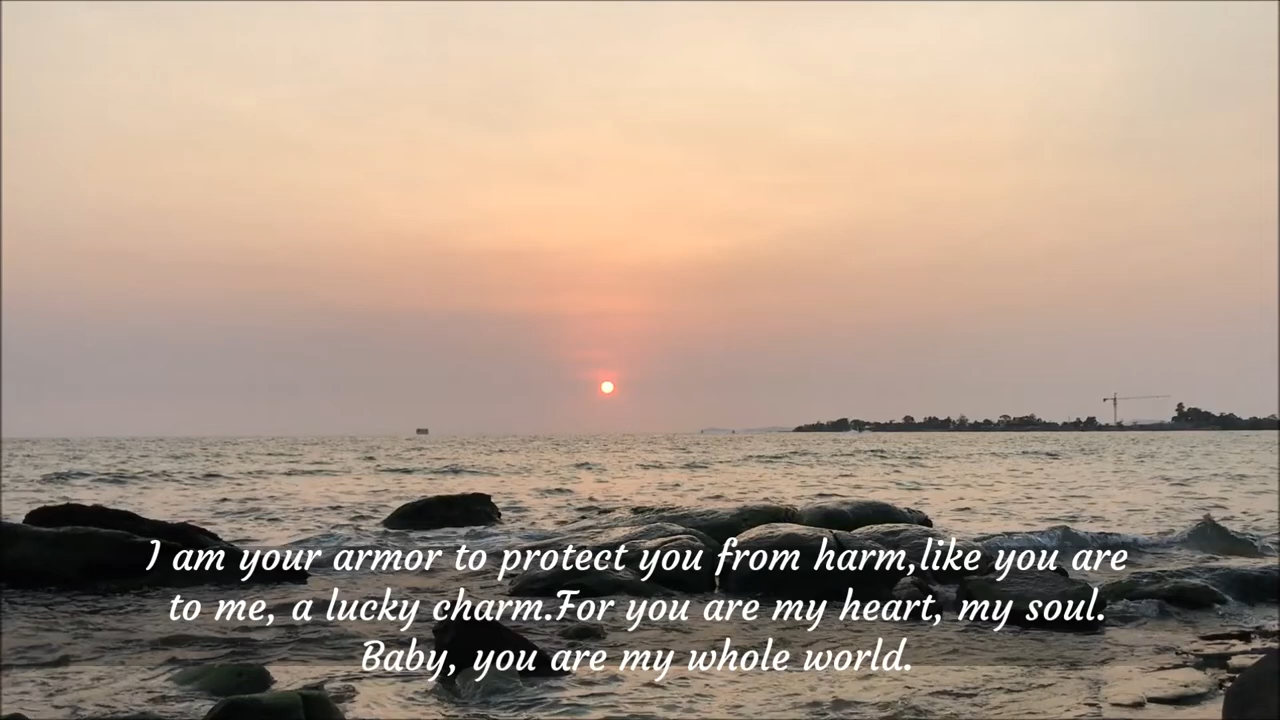 I am your armor to protect you from harm,like you are
to me, a lucky charm.For you are my heart, my soul.
Baby, you are my whole world.